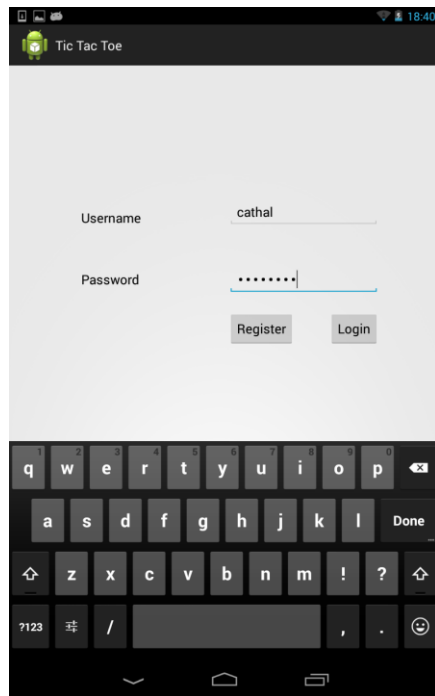 18:40
Tic Tac Toe
Username cathal
Password ••••••••
Register Login
1 2 3 4 5 6 7 8 9 0
q w e r t y u i o p
a s d f g h j k l Done
z x c v b n m ! ?
?123 / , .